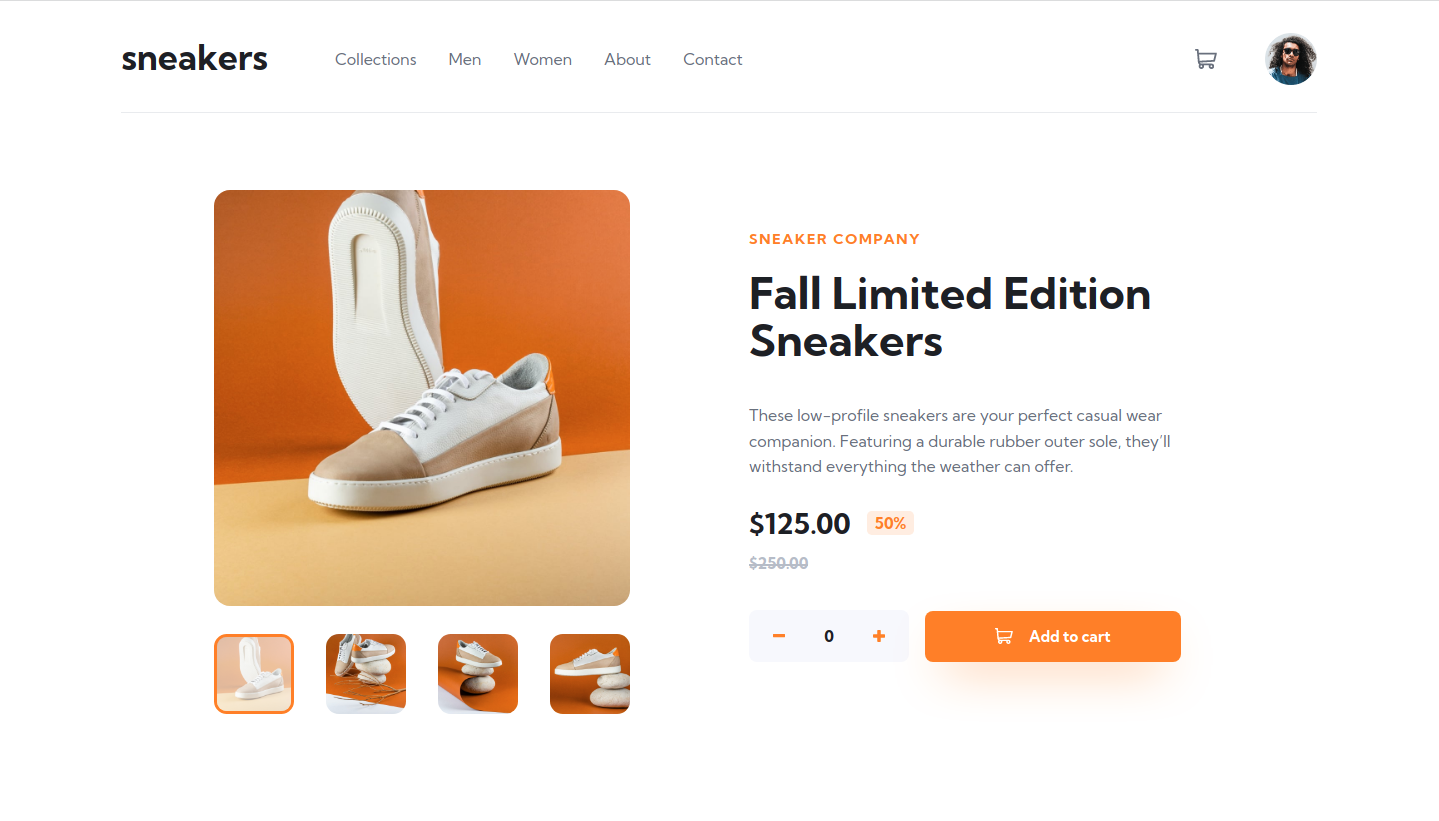 sneakers
Collections Men Women About Contact
SNEAKER COMPANY
Fall Limited Edition
Sneakers
These low-profile sneakers are your perfect casual wear
companion. Featuring a durable rubber outer sole, they’ll
withstand everything the weather can offer.
$125.00 50%
$250.00
0 Add to cart